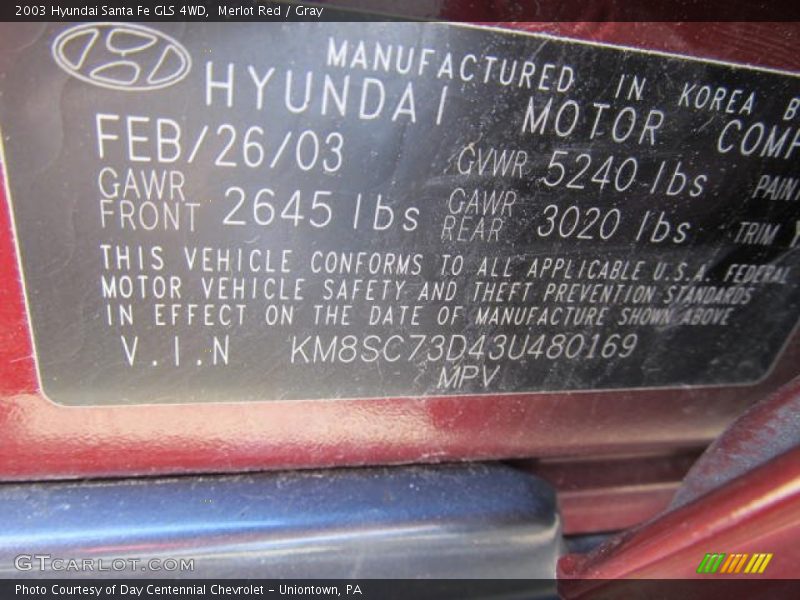 2003 Hyundai Santa Fe GLS 4WD, Merlot Red / Gray
MANUFACTURED IN KOREA
HYUNDAI MOTOR
FEB/26/03 GVWR 5240 lbs
GAWR FRONT 2645 lbs GAWR REAR 3020 lbs TRIM
THIS VEHICLE CONFORMS TO ALL APPLICABLE U.S.A. FEDERAL
MOTOR VEHICLE SAFETY AND THEFT PREVENTION STANDARDS
IN EFFECT ON THE DATE OF MANUFACTURE SHOWN ABOVE
V.I.N KM8SC73D43U480169
MPV
GTCARLOT.COM
Photo Courtesy of Day Centennial Chevrolet - Uniontown, PA